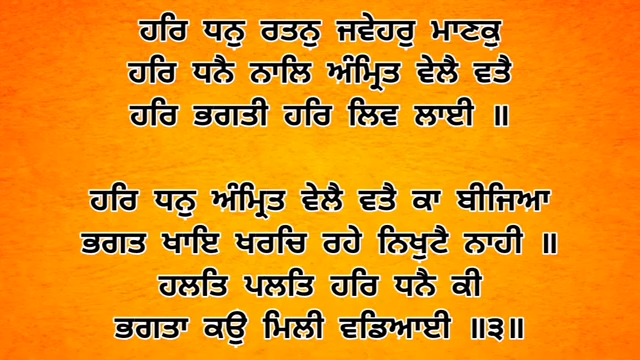 ਹਰਿ ਧਨੁ ਰਤਨੁ ਜਵੇਹਰੁ ਮਾਣਕੁ
ਹਰਿ ਧਨੈ ਨਾਲਿ ਅੰਮ੍ਰਿਤ ਵੇਲੈ ਵਤੈ
ਹਰਿ ਭਗਤੀ ਹਰਿ ਲਿਵ ਲਾਈ ॥
ਹਰਿ ਧਨੁ ਅੰਮ੍ਰਿਤ ਵੇਲੈ ਵਤੈ ਕਾ ਬੀਜਿਆ
ਭਗਤ ਖਾਇ ਖਰਚਿ ਰਹੇ ਨਿਖੁਟੈ ਨਾਹੀ ॥
ਹਲਤਿ ਪਲਤਿ ਹਰਿ ਧਨੈ ਕੀ
ਭਗਤਾ ਕਉ ਮਿਲੀ ਵਡਿਆਈ ॥੩॥